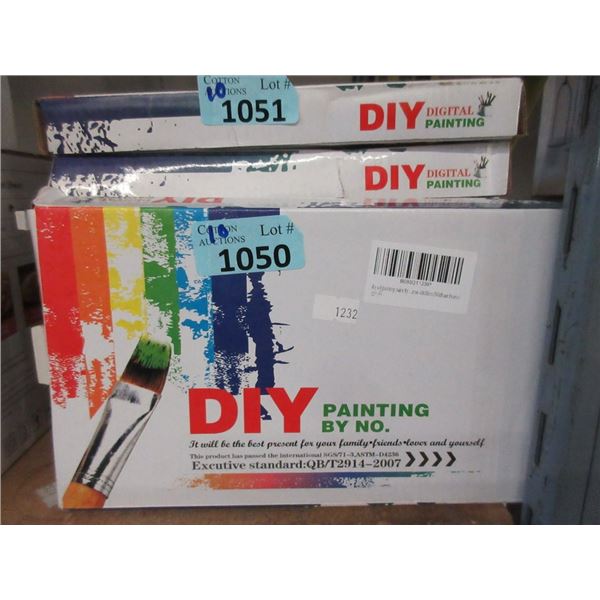 COTTON
AUCTIONS
Lot #
10
1051
DIY DIGITAL
PAINTING
DIY DIGITAL
PAINTING
COTTON
AUCTIONS
Lot #
10
1050
1232
DIY PAINTING
BY NO.
It will be the best present for your family•friends•lover and yourself
This product has passed the international SGS/71-3,ASTM-D4236
Excutive standard:QB/T2914-2007